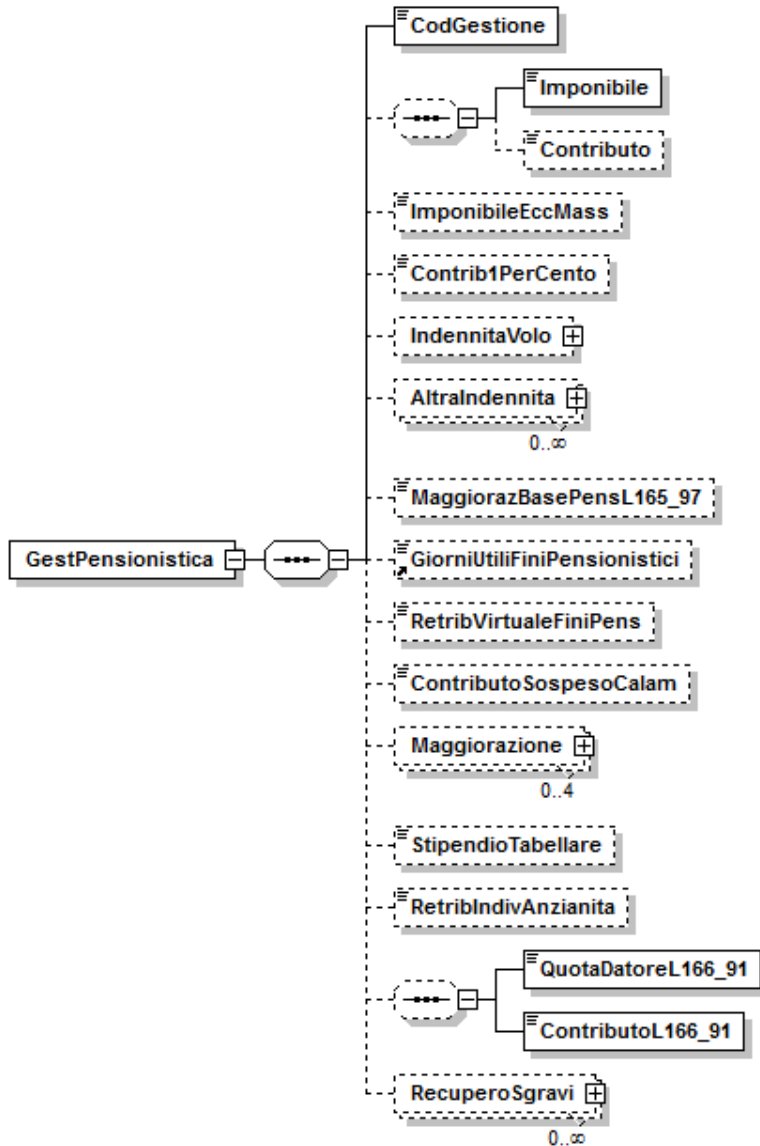 CodGestione
Imponibile
Contributo
ImponibileEccMass
Contrib1PerCento
IndennitaVolo
AltraIndennita
0..∞
MaggiorazBasePensL165_97
GestPensionistica
GiorniUtiliFiniPensionistici
RetribVirtualeFiniPens
ContributoSospesoCalam
Maggiorazione
0..4
StipendioTabellare
RetribIndivAnzianita
QuotaDatoreL166_91
ContributoL166_91
RecuperoSgravi
0..∞